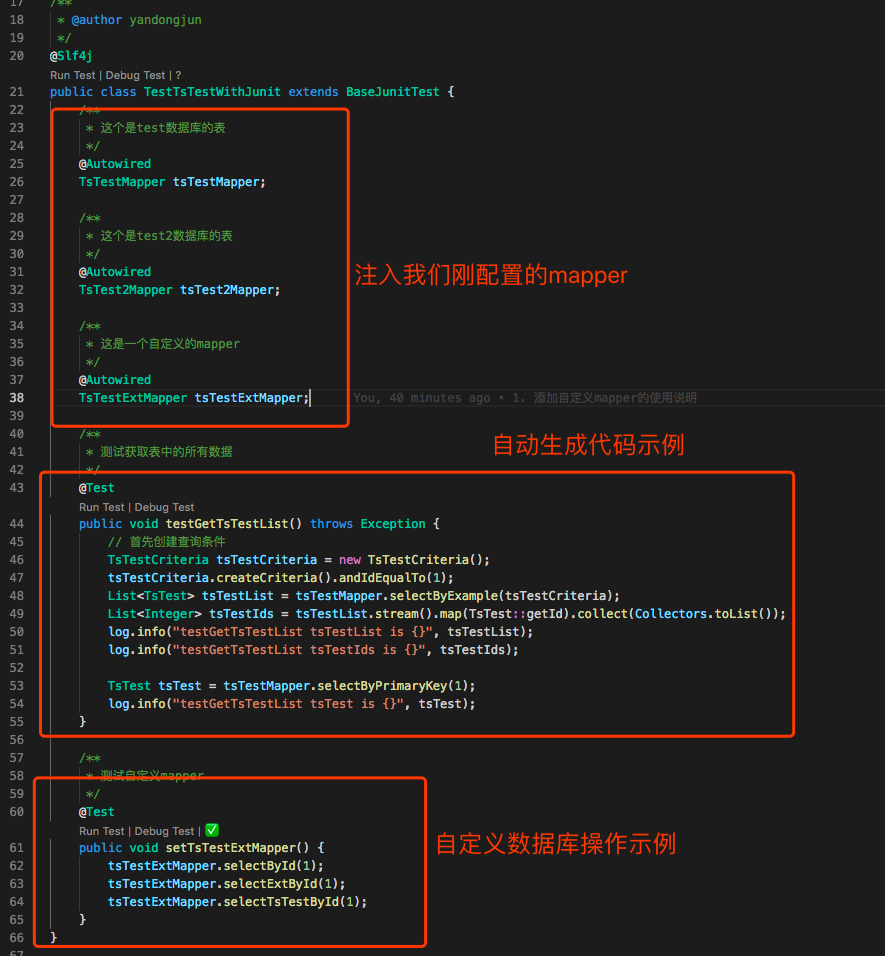 17 /**
18 * @author yandongjun
19 */
20 @Slf4j
Run Test | Debug Test | ?
21 public class TestTsTestWithJunit extends BaseJunitTest {
22 /**
23 * 这个是test数据库的表
24 */
25 @Autowired
26 TsTestMapper tsTestMapper;
27
28 /**
29 * 这个是test2数据库的表
30 */
31 @Autowired
注入我们刚配置的mapper
32 TsTest2Mapper tsTest2Mapper;
33
34 /**
35 * 这是一个自定义的mapper
36 */
37 @Autowired
38 TsTestExtMapper tsTestExtMapper; You, 40 minutes ago • 1. 添加自定义mapper的使用说明
39
40 /**
自动生成代码示例
41 * 测试获取表中的所有数据
42 */
43 @Test
Run Test | Debug Test
44 public void testGetTsTestList() throws Exception {
45 // 首先创建查询条件
46 TsTestCriteria tsTestCriteria = new TsTestCriteria();
47 tsTestCriteria.createCriteria().andIdEqualTo(1);
48 List<TsTest> tsTestList = tsTestMapper.selectByExample(tsTestCriteria);
49 List<Integer> tsTestIds = tsTestList.stream().map(TsTest::getId).collect(Collectors.toList());
50 log.info("testGetTsTestList tsTestList is {}", tsTestList);
51 log.info("testGetTsTestList tsTestIds is {}", tsTestIds);
52
53 TsTest tsTest = tsTestMapper.selectByPrimaryKey(1);
54 log.info("testGetTsTestList tsTest is {}", tsTest);
55 }
56
57 /**
58 * 测试自定义mapper
59 */
60 @Test
Run Test | Debug Test | ✅
61 public void setTsTestExtMapper() {
自定义数据库操作示例
62 tsTestExtMapper.selectById(1);
63 tsTestExtMapper.selectExtById(1);
64 tsTestExtMapper.selectTsTestById(1);
65 }
66 }
67